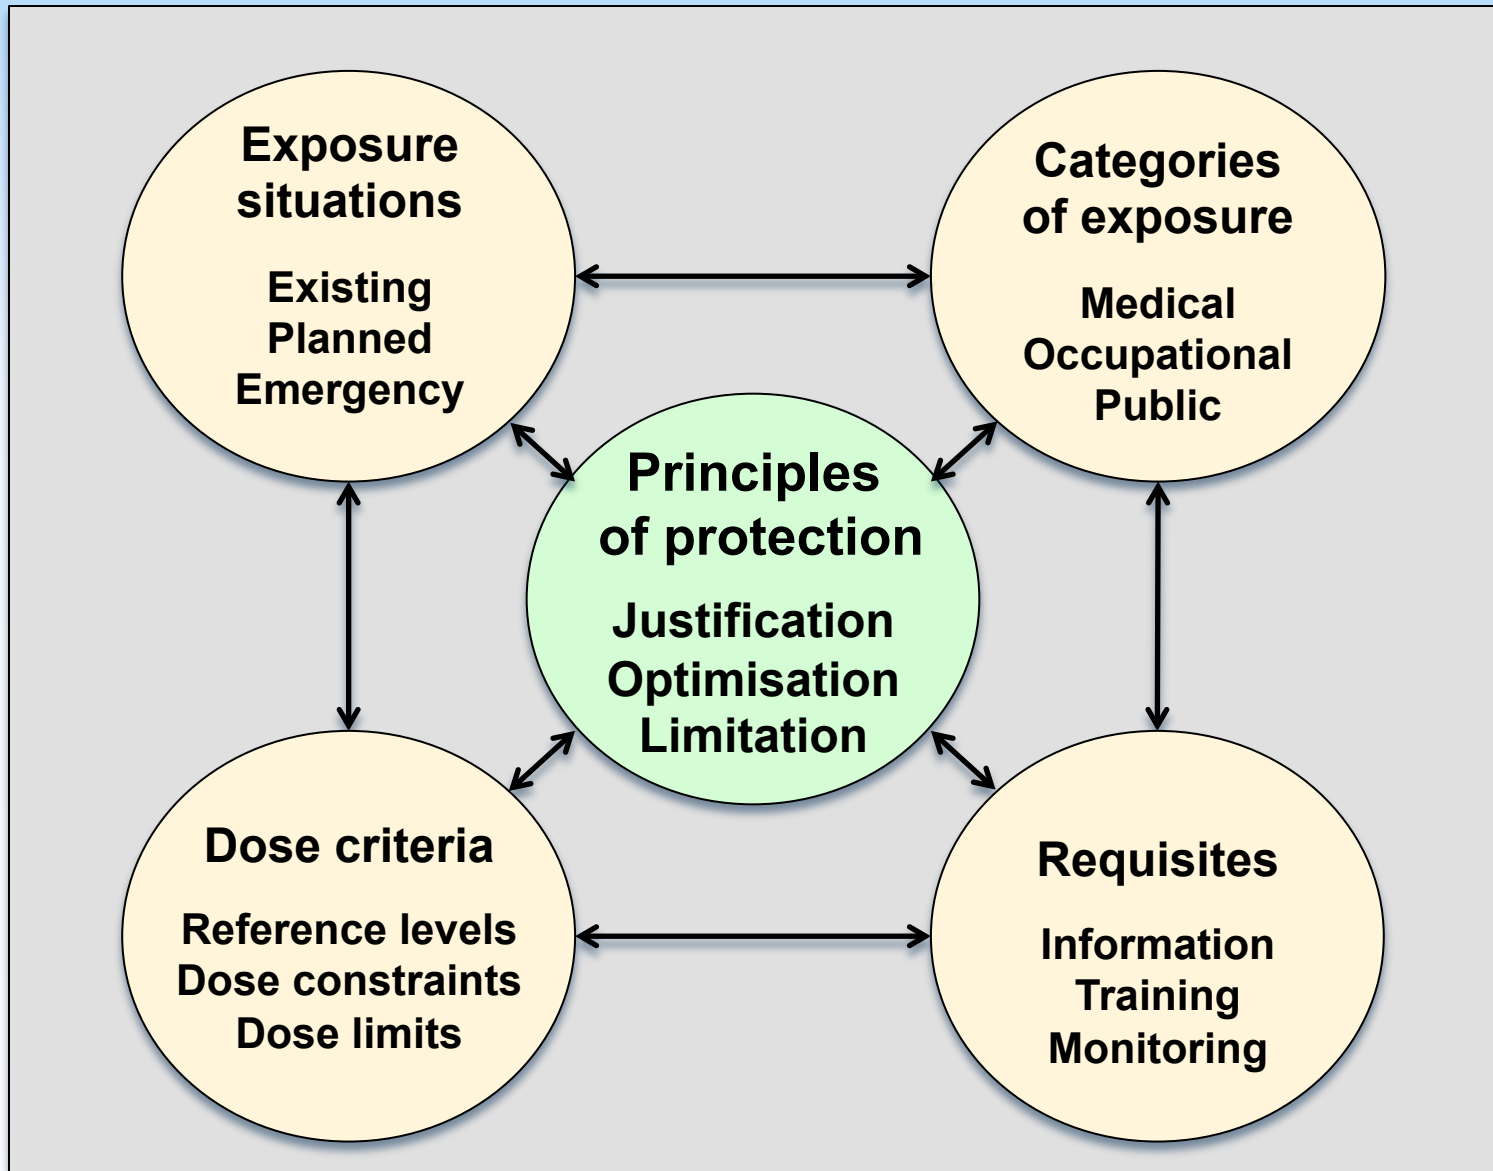 Exposure
situations
Existing
Planned
Emergency
Categories
of exposure
Medical
Occupational
Public
Principles
of protection
Justification
Optimisation
Limitation
Dose criteria
Reference levels
Dose constraints
Dose limits
Requisites
Information
Training
Monitoring